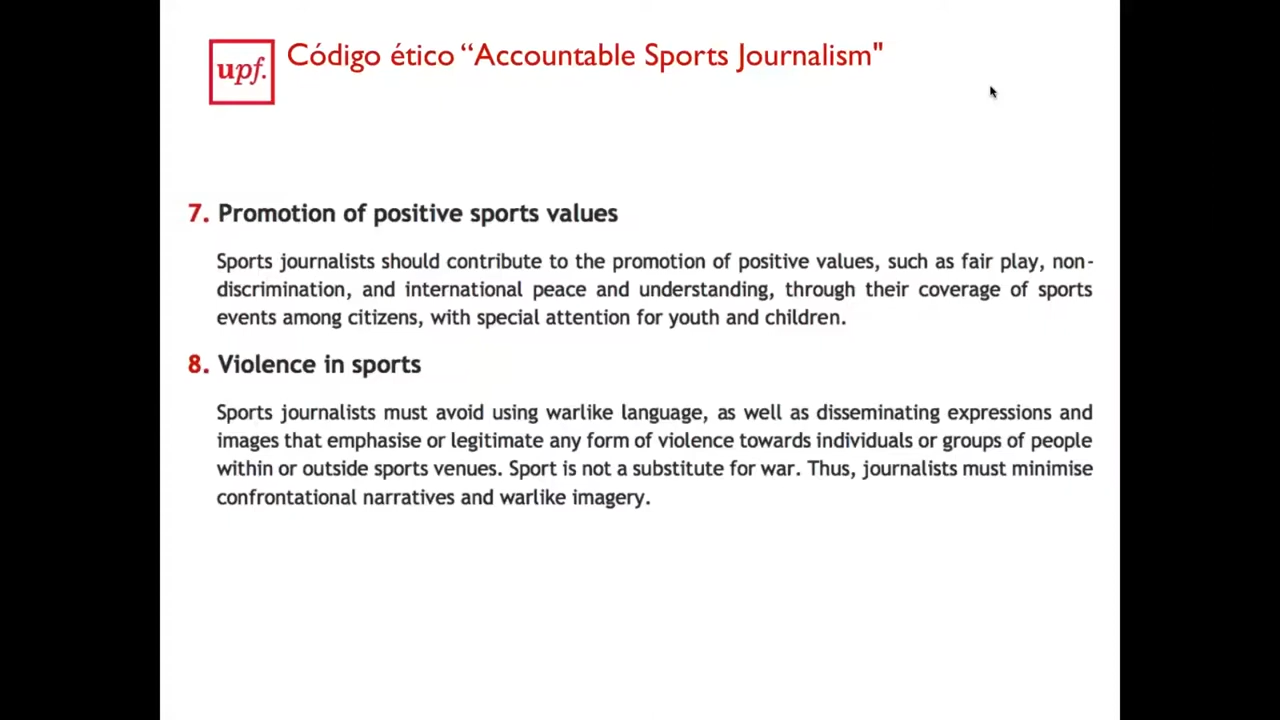 upf.
Código ético “Accountable Sports Journalism"
7. Promotion of positive sports values
Sports journalists should contribute to the promotion of positive values, such as fair play, non-
discrimination, and international peace and understanding, through their coverage of sports
events among citizens, with special attention for youth and children.
8. Violence in sports
Sports journalists must avoid using warlike language, as well as disseminating expressions and
images that emphasise or legitimate any form of violence towards individuals or groups of people
within or outside sports venues. Sport is not a substitute for war. Thus, journalists must minimise
confrontational narratives and warlike imagery.